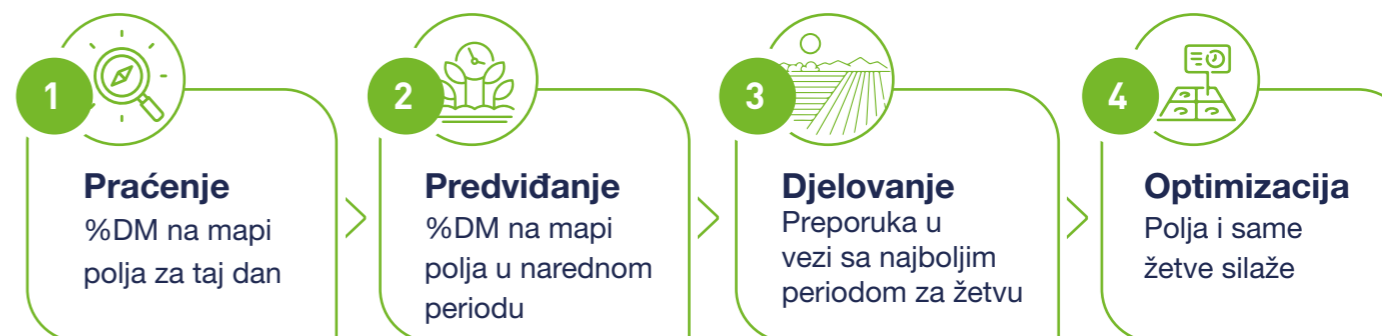 1
Praćenje
%DM na mapi
polja za taj dan
2
Predviđanje
%DM na mapi
polja u narednom
periodu
3
Djelovanje
Preporuka u
vezi sa najboljim
periodom za žetvu
4
Optimizacija
Polja i same
žetve silaže